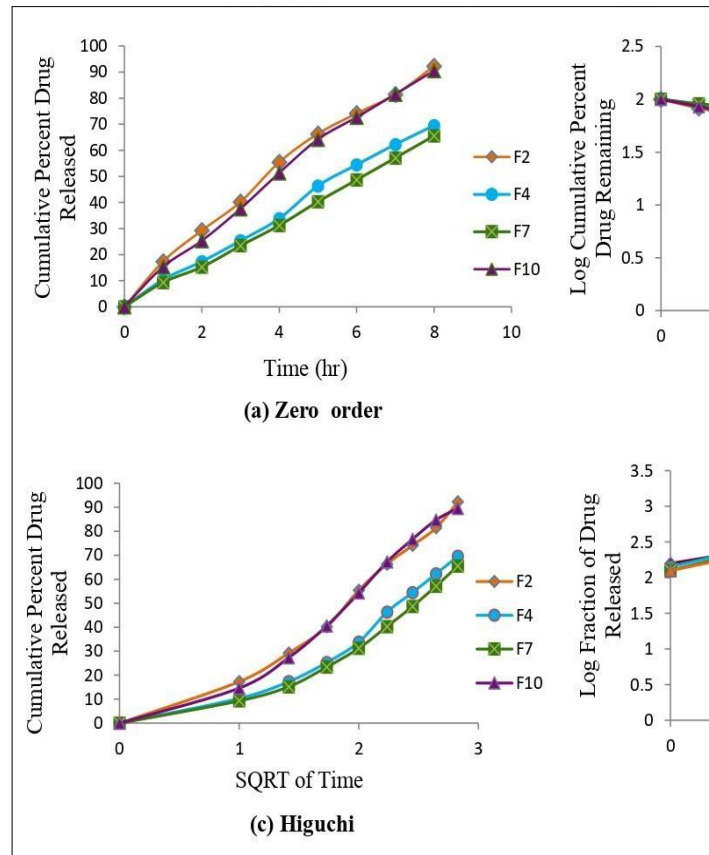 100
90
80
70
60
50
40
30
20
10
0
Cumulative Percent Drug
Released
0 2 4 6 8 10
Time (hr)
F2
F4
F7
F10
(a) Zero order
2.5
2
1.5
1
0.5
0
Log Cumulative Percent
Drug Remaining
0
100
90
80
70
60
50
40
30
20
10
0
Cumulative Percent Drug
Released
0 1 2 3
SQRT of Time
F2
F4
F7
F10
(c) Higuchi
3.5
3
2.5
2
1.5
1
0.5
0
Log Fraction of Drug
Released
0